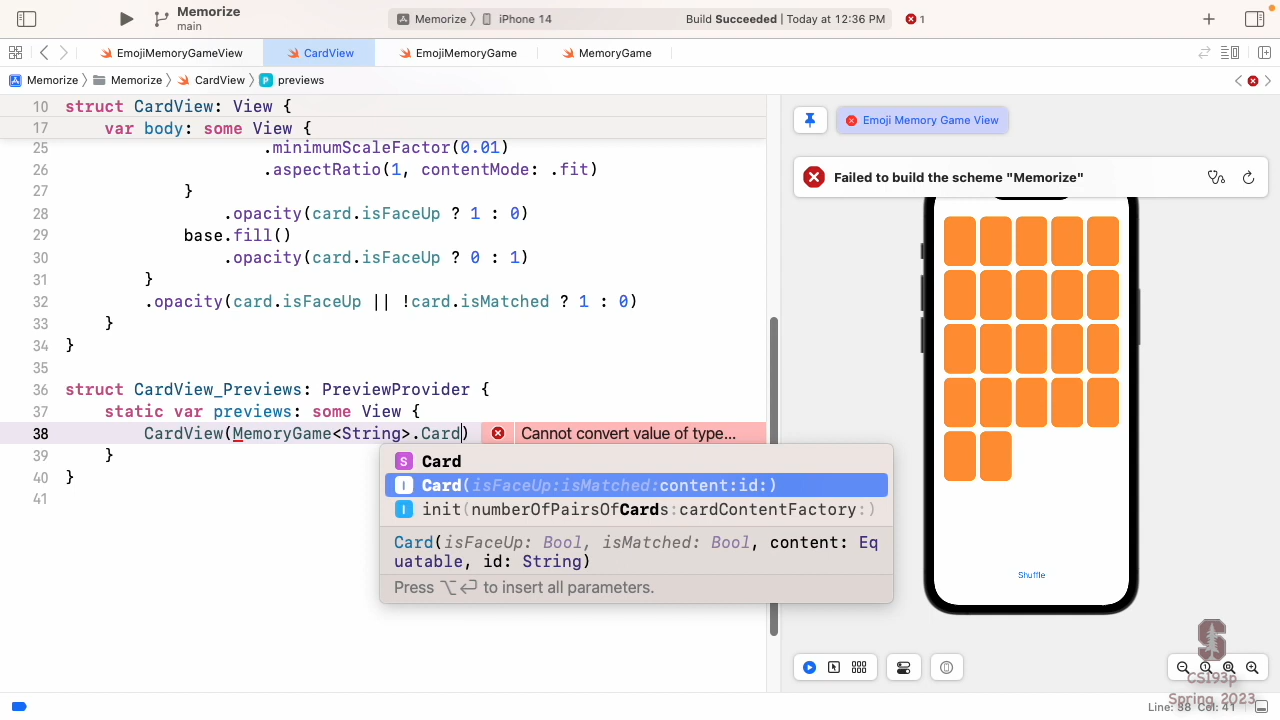 Memorize
main
Memorize 〉 iPhone 14
Build Succeeded | Today at 12:36 PM
1
EmojiMemoryGameView
CardView
EmojiMemoryGame
MemoryGame
Memorize 〉 Memorize 〉 CardView 〉 P previews
10 struct CardView: View {
17 var body: some View {
25 .minimumScaleFactor(0.01)
26 .aspectRatio(1, contentMode: .fit)
27 }
28 .opacity(card.isFaceUp ? 1 : 0)
29 base.fill()
30 .opacity(card.isFaceUp ? 0 : 1)
31 }
32 .opacity(card.isFaceUp || !card.isMatched ? 1 : 0)
33 }
34 }
35
36 struct CardView_Previews: PreviewProvider {
37 static var previews: some View {
38 CardView(MemoryGame<String>.Card) Cannot convert value of type…
39 }
40 }
41
S Card
I Card(isFaceUp:isMatched:content:id:)
I init(numberOfPairsOfCards:cardContentFactory:)
Card(isFaceUp: Bool, isMatched: Bool, content: Eq
uatable, id: String)
Press ⌥↩ to insert all parameters.
Emoji Memory Game View
Failed to build the scheme "Memorize"
Shuffle
S
CS193p
Spring 2023
Line: 38 Col: 41